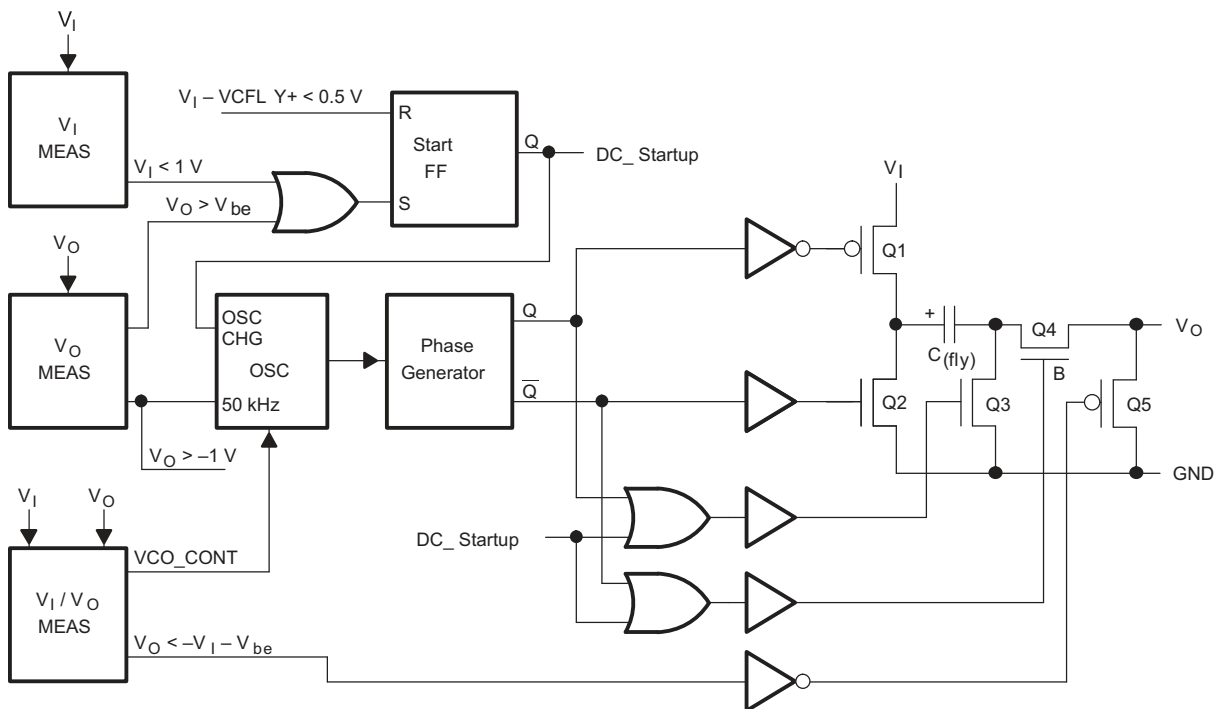 V_I
V_I
MEAS
V_I – VCFL Y+ < 0.5 V
R
Start
FF
S
Q
DC_ Startup
V_I < 1 V
V_O > V_be
V_O
V_O
MEAS
OSC
CHG
OSC
50 kHz
V_O > –1 V
Phase
Generator
Q
Q̅
V_I
Q1
+
C_(fly)
Q4
B
V_O
Q2
Q3
Q5
GND
DC_ Startup
V_I
V_O
V_I / V_O
MEAS
VCO_CONT
V_O < –V_I – V_be